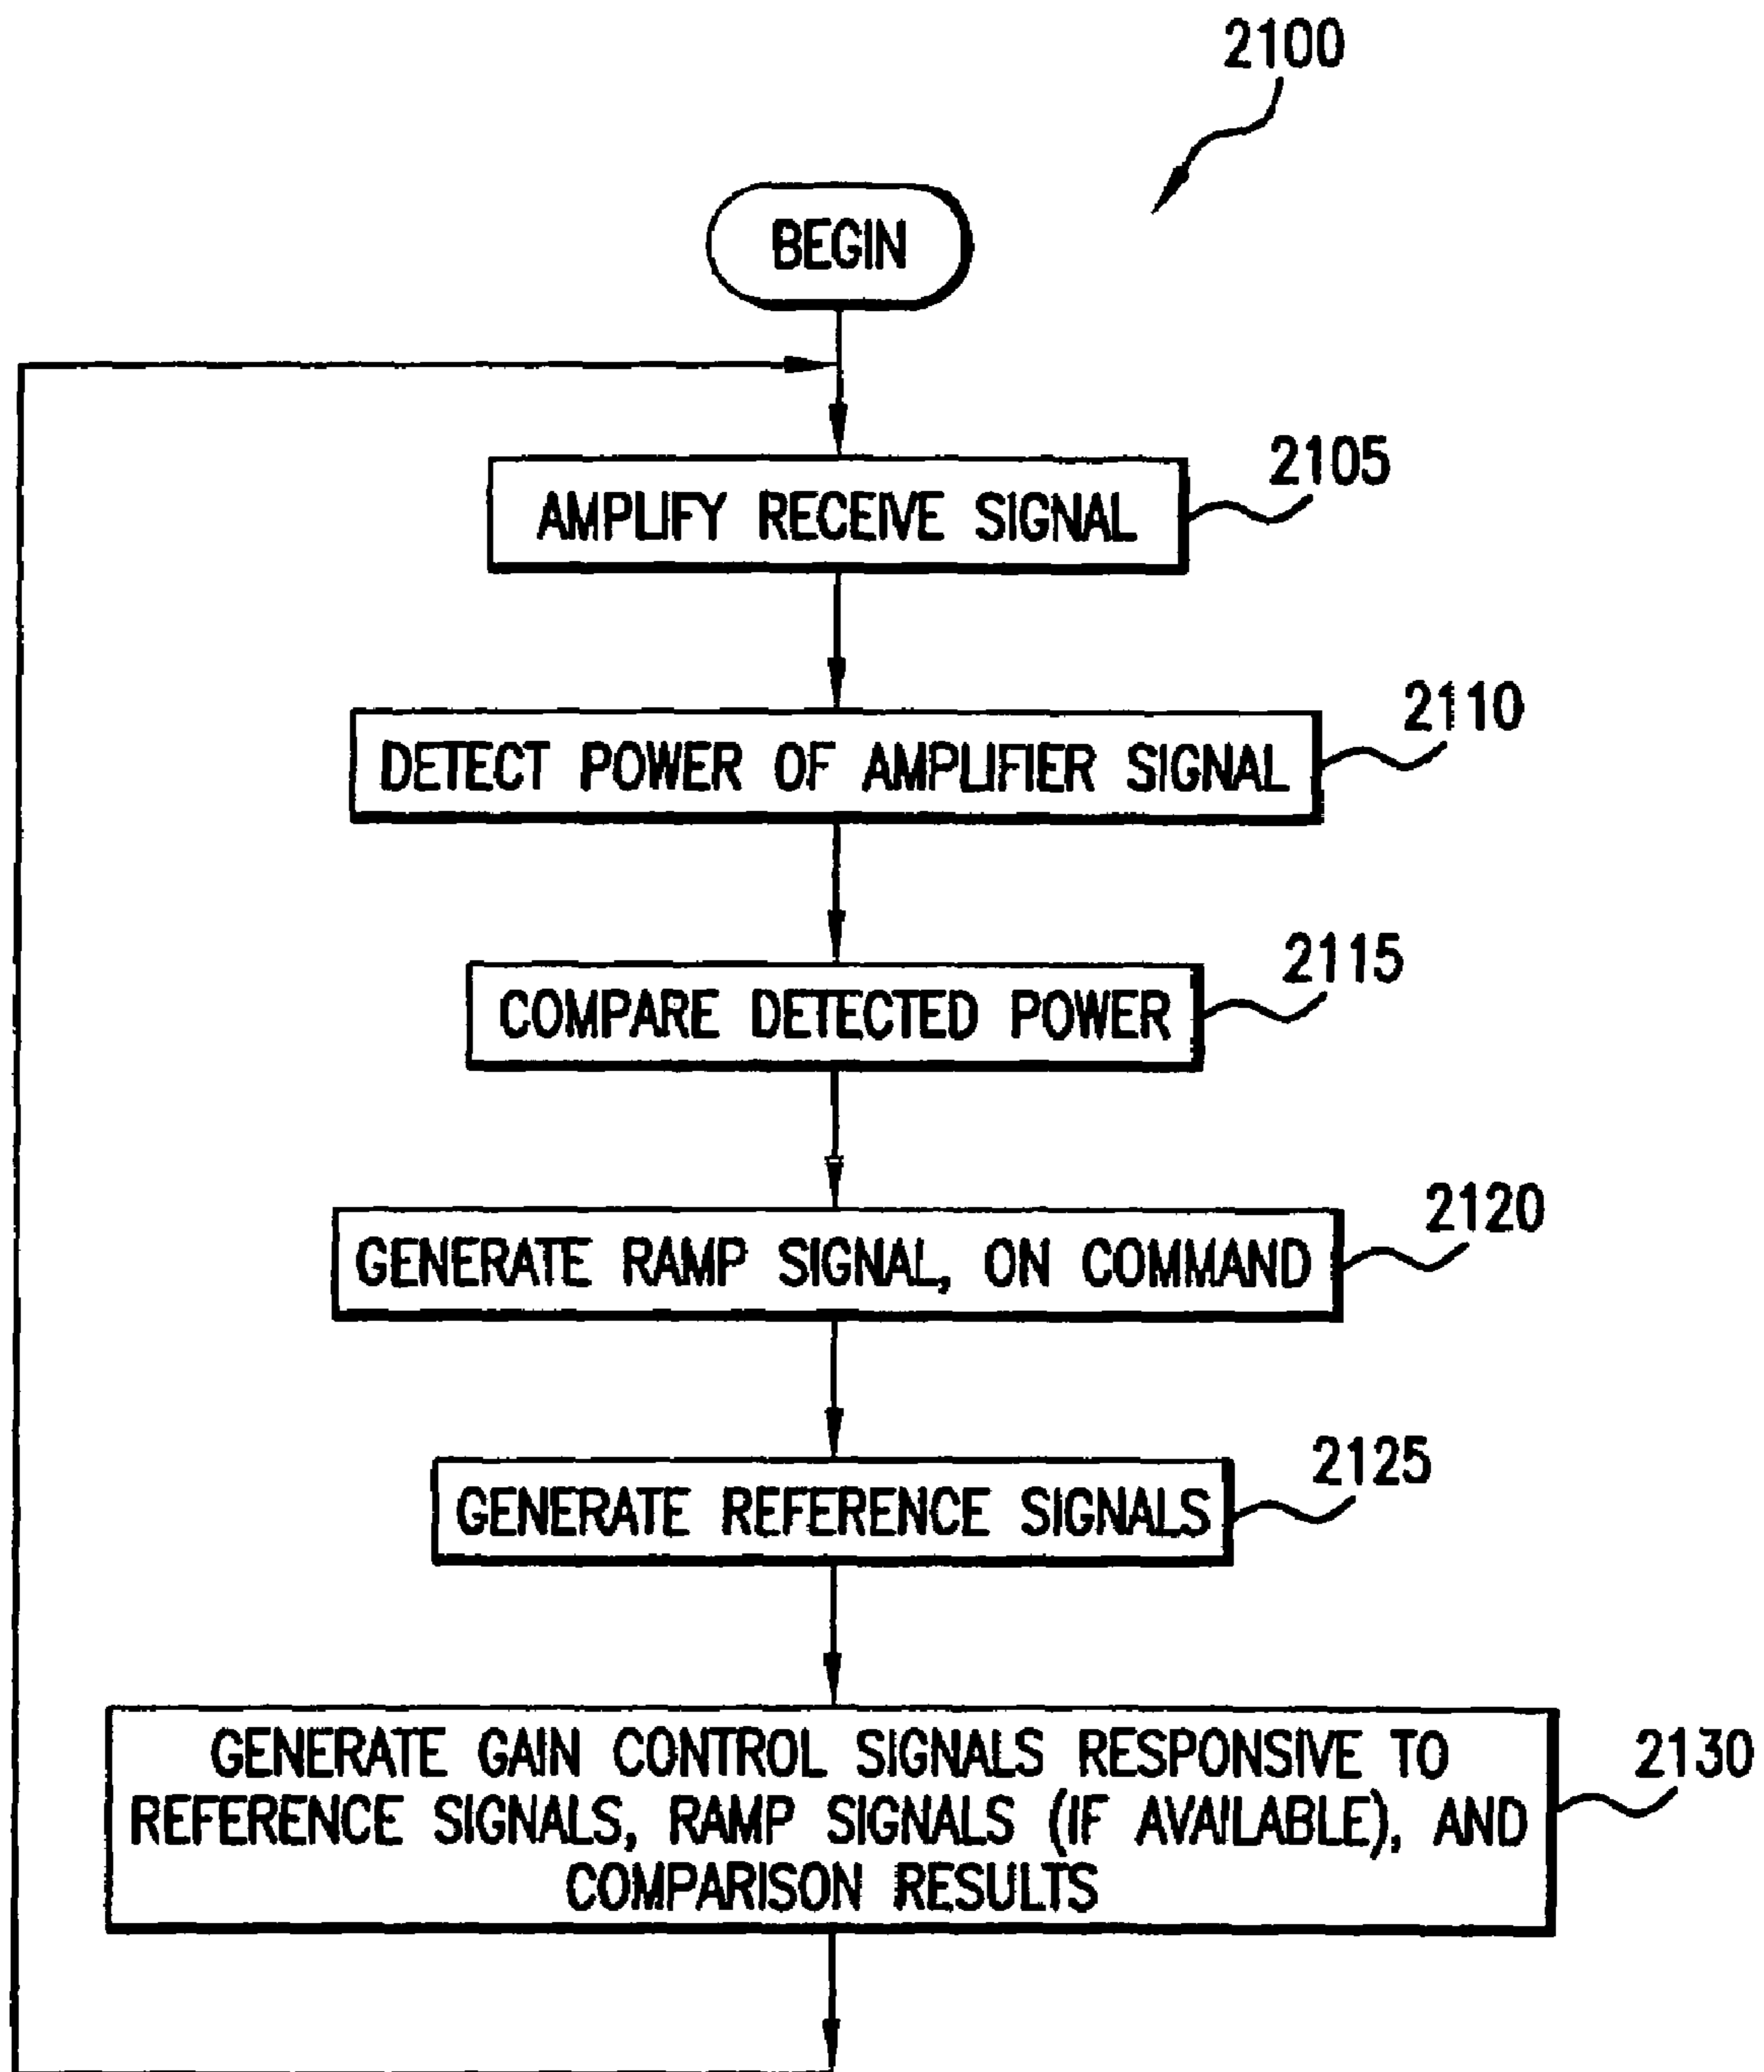 2100
BEGIN
2105
AMPLIFY RECEIVE SIGNAL
2110
DETECT POWER OF AMPLIFIER SIGNAL
2115
COMPARE DETECTED POWER
2120
GENERATE RAMP SIGNAL, ON COMMAND
2125
GENERATE REFERENCE SIGNALS
2130
GENERATE GAIN CONTROL SIGNALS RESPONSIVE TO
REFERENCE SIGNALS, RAMP SIGNALS (IF AVAILABLE), AND
COMPARISON RESULTS